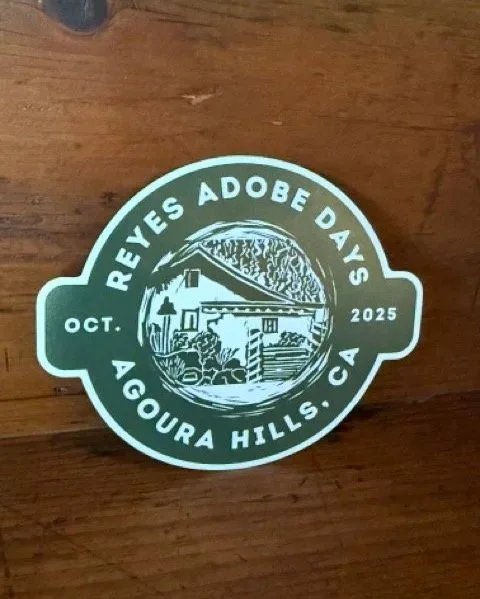 REYES ADOBE DAYS
OCT.
2025
AGOURA HILLS, CA